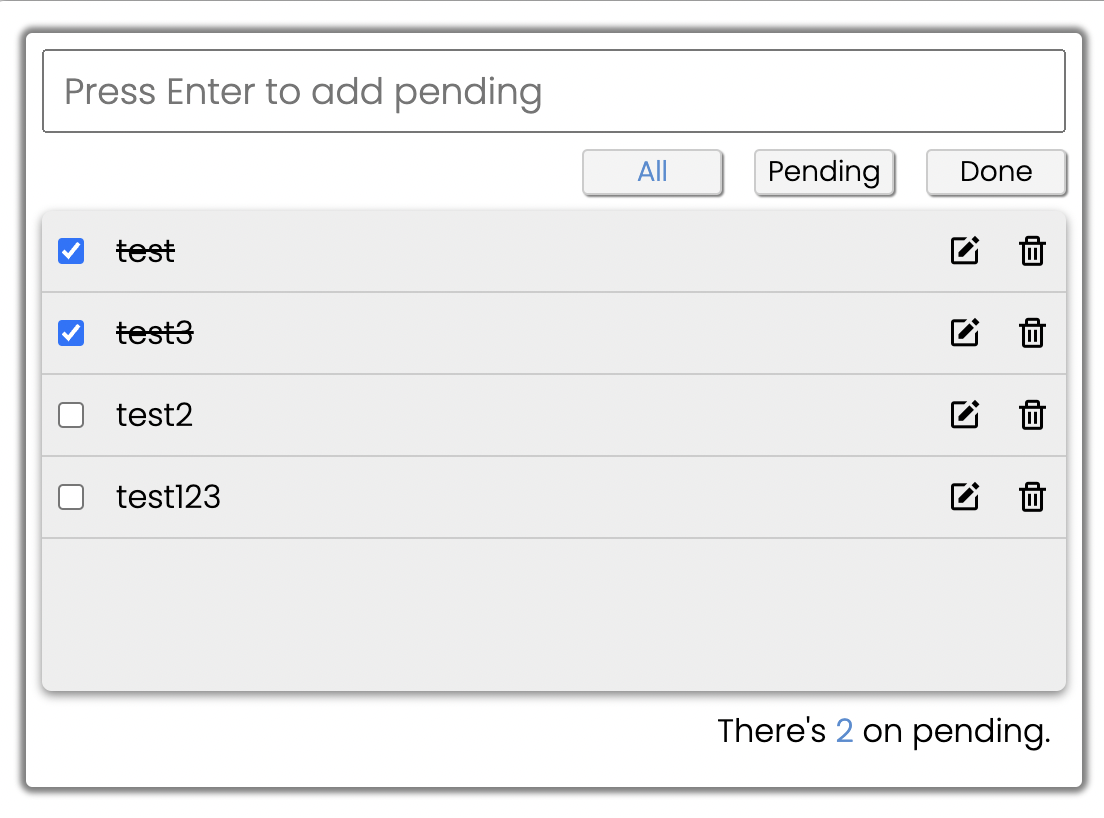 Press Enter to add pending
All Pending Done
test
test3
test2
test123
There's 2 on pending.